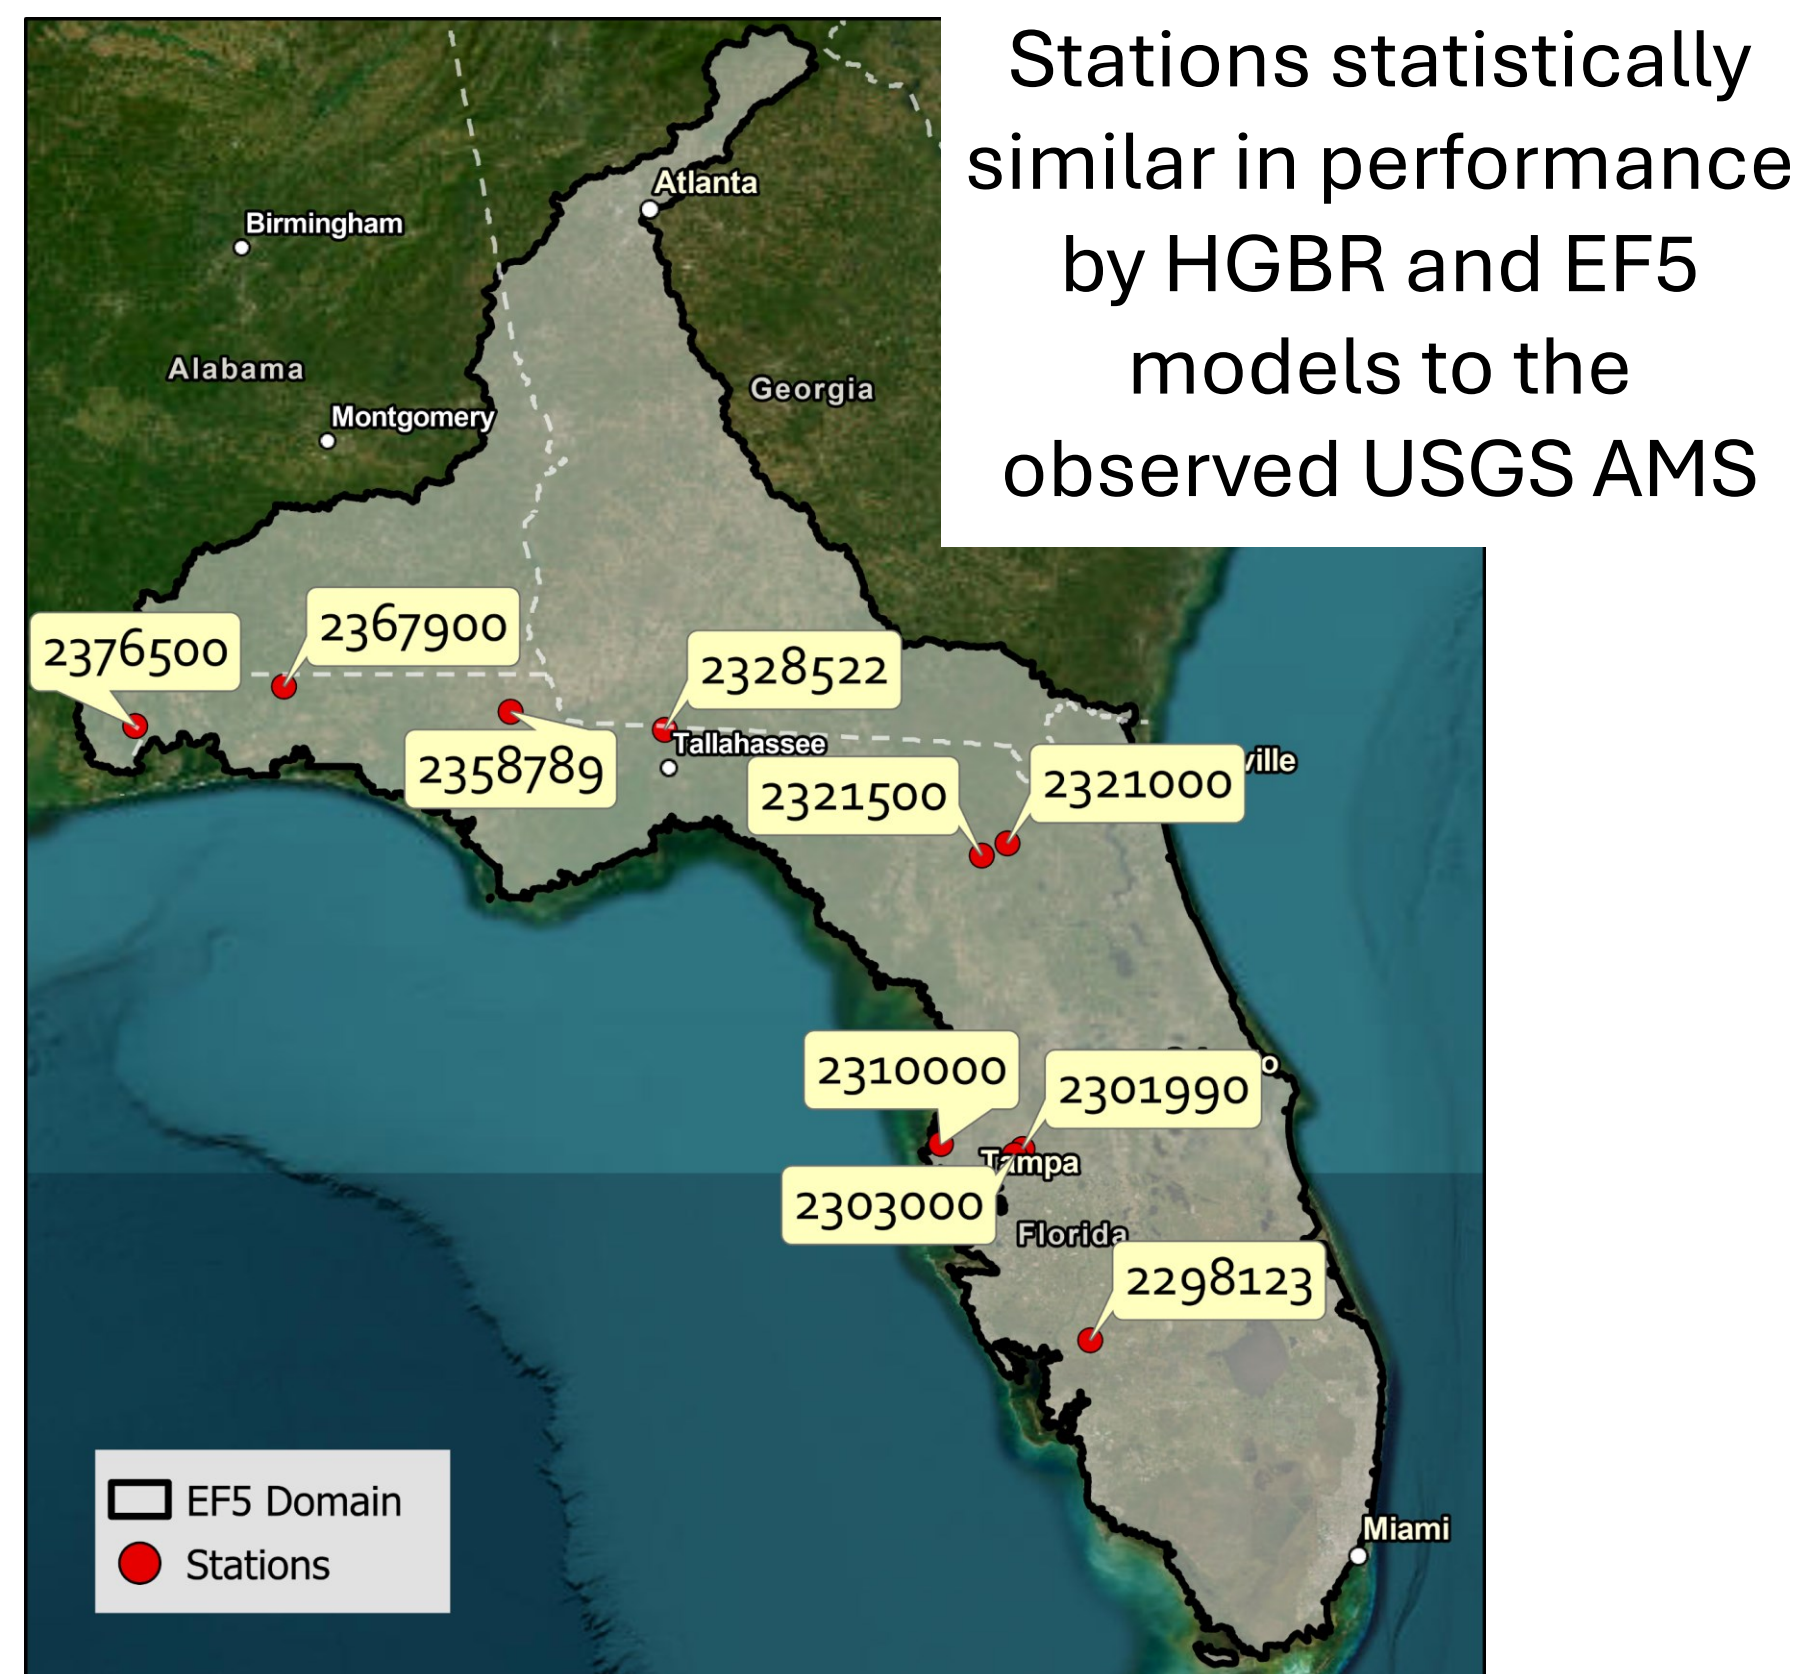 Stations statistically
similar in performance
by HGBR and EF5
models to the
observed USGS AMS
Atlanta
Birmingham
Alabama
Georgia
Montgomery
2367900
2376500
2328522
Tallahassee
2358789
ville
2321000
2321500
2310000
2301990
Tampa
2303000
Florida
2298123
EF5 Domain
Stations
Miami